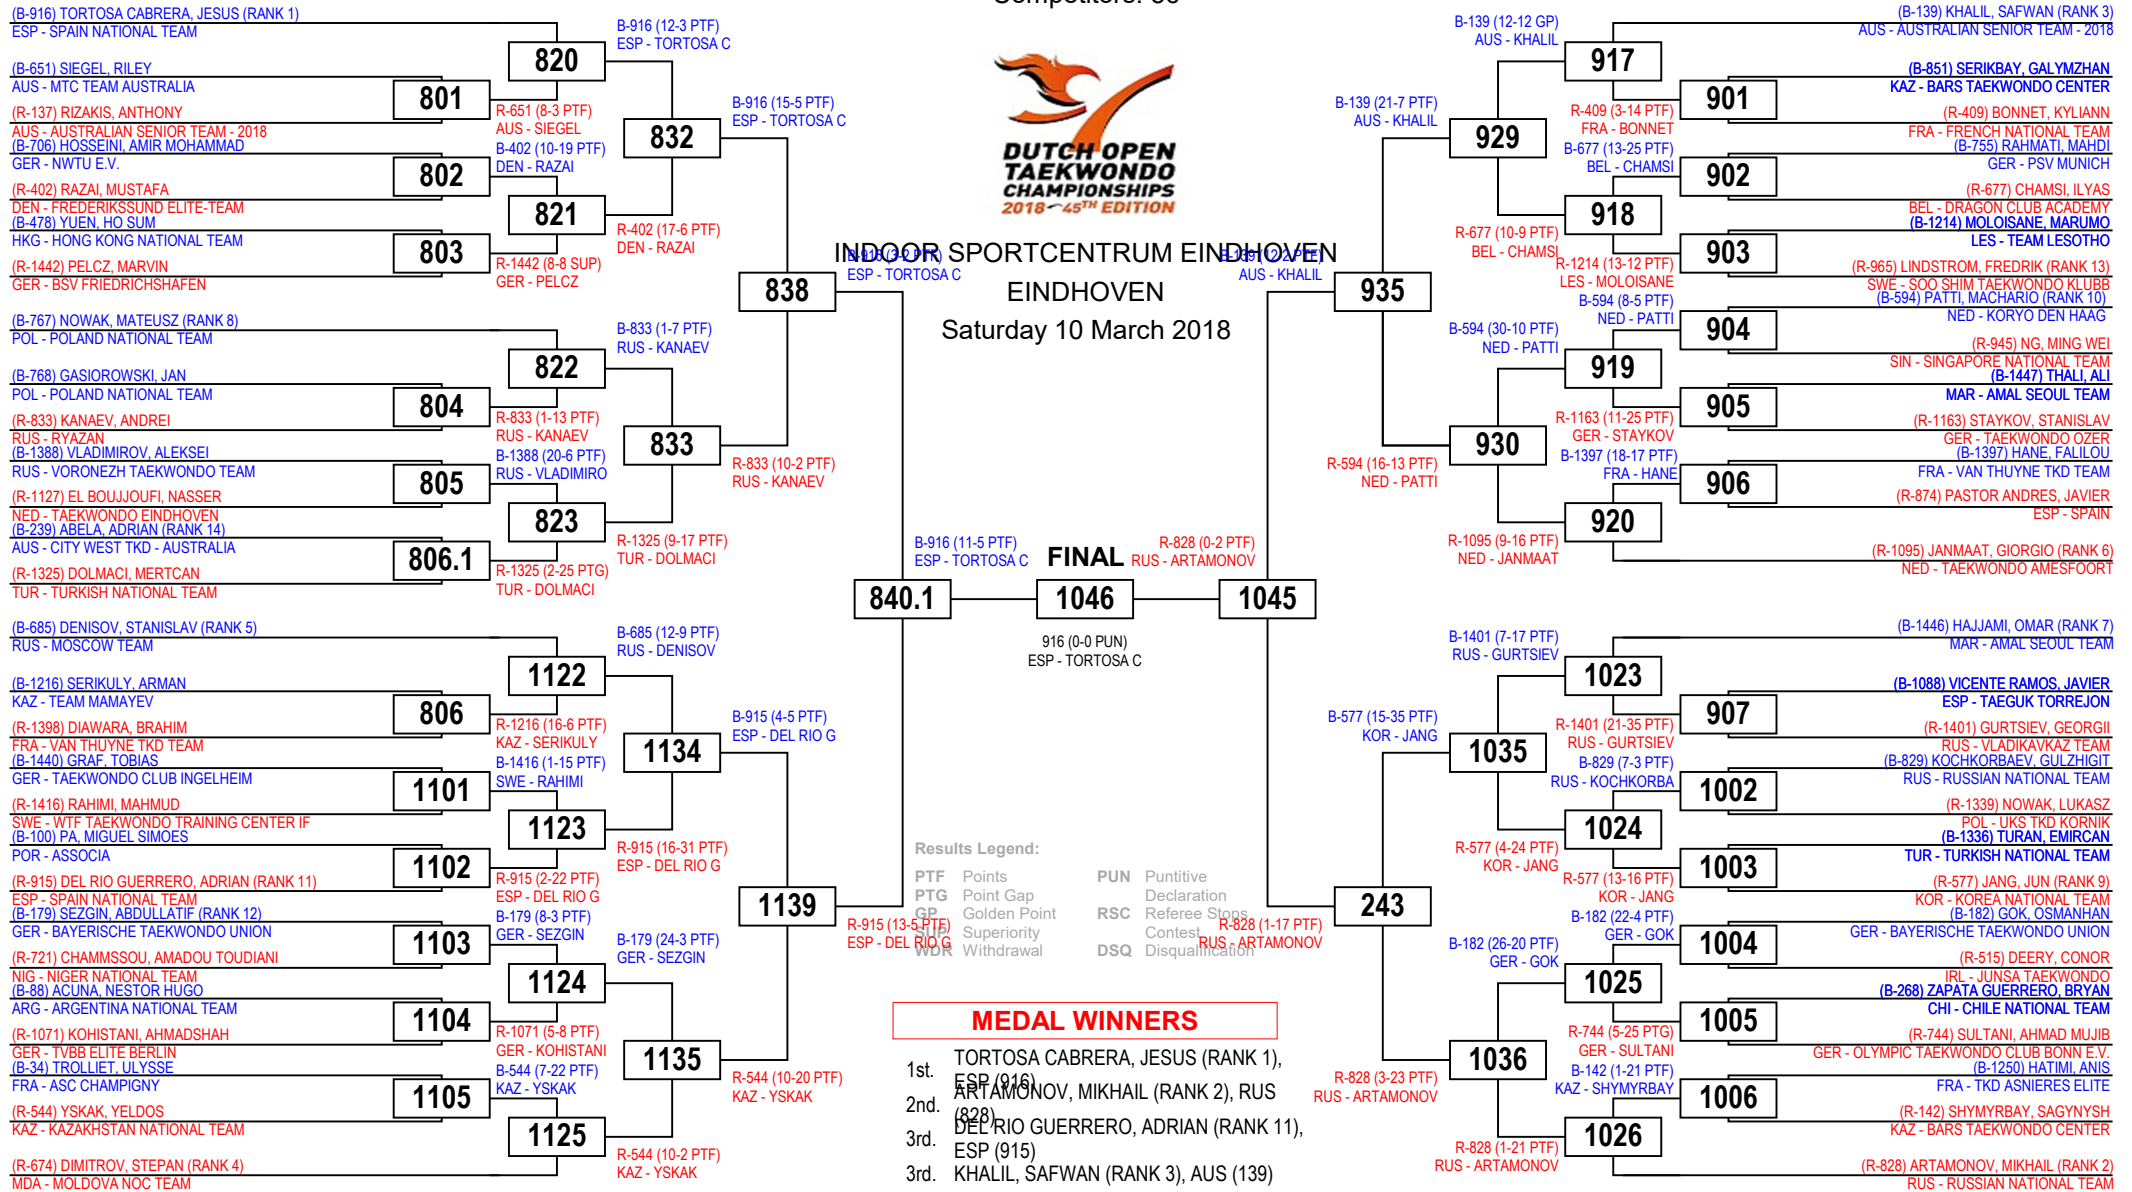 (B-916) TORTOSA CABRERA, JESUS (RANK 1)
ESP - SPAIN NATIONAL TEAM
(B-651) SIEGEL, RILEY
AUS - MTC TEAM AUSTRALIA
(R-137) RIZAKIS, ANTHONY
AUS - AUSTRALIAN SENIOR TEAM - 2018
(B-706) HOSSEINI, AMIR MOHAMMAD
GER - NWTU E.V.
(R-402) RAZAI, MUSTAFA
DEN - FREDERIKSSUND ELITE-TEAM
(B-478) YUEN, HO SUM
HKG - HONG KONG NATIONAL TEAM
(R-1442) PELCZ, MARVIN
GER - BSV FRIEDRICHSHAFEN
(B-767) NOWAK, MATEUSZ (RANK 8)
POL - POLAND NATIONAL TEAM
(B-768) GASIOROWSKI, JAN
POL - POLAND NATIONAL TEAM
(R-833) KANAEV, ANDREI
RUS - RYAZAN
(B-1388) VLADIMIROV, ALEKSEI
RUS - VORONEZH TAEKWONDO TEAM
(R-1127) EL BOUJJOUFI, NASSER
NED - TAEKWONDO EINDHOVEN
(B-239) ABELA, ADRIAN (RANK 14)
AUS - CITY WEST TKD - AUSTRALIA
(R-1325) DOLMACI, MERTCAN
TUR - TURKISH NATIONAL TEAM
(B-685) DENISOV, STANISLAV (RANK 5)
RUS - MOSCOW TEAM
(B-1216) SERIKULY, ARMAN
KAZ - TEAM MAMAYEV
(R-1398) DIAWARA, BRAHIM
FRA - VAN THUYNE TKD TEAM
(B-1440) GRAF, TOBIAS
GER - TAEKWONDO CLUB INGELHEIM
(R-1416) RAHIMI, MAHMUD
SWE - WTF TAEKWONDO TRAINING CENTER IF
(B-100) PA, MIGUEL SIMOES
POR - ASSOCIA
(R-915) DEL RIO GUERRERO, ADRIAN (RANK 11)
ESP - SPAIN NATIONAL TEAM
(B-179) SEZGIN, ABDULLATIF (RANK 12)
GER - BAYERISCHE TAEKWONDO UNION
(R-721) CHAMMSSOU, AMADOU TOUDIANI
NIG - NIGER NATIONAL TEAM
(B-88) ACUNA, NESTOR HUGO
ARG - ARGENTINA NATIONAL TEAM
(R-1071) KOHISTANI, AHMADSHAH
GER - TVBB ELITE BERLIN
(B-34) TROLLIET, ULYSSE
FRA - ASC CHAMPIGNY
(R-544) YSKAK, YELDOS
KAZ - KAZAKHSTAN NATIONAL TEAM
(R-674) DIMITROV, STEPAN (RANK 4)
MDA - MOLDOVA NOC TEAM
801
802
803
804
805
806.1
806
1101
1102
1103
1104
1105
R-651 (8-3 PTF)
AUS - SIEGEL
B-402 (10-19 PTF)
DEN - RAZAI
R-1442 (8-8 SUP)
GER - PELCZ
R-833 (1-13 PTF)
RUS - KANAEV
B-1388 (20-6 PTF)
RUS - VLADIMIRO
R-1325 (2-25 PTG)
TUR - DOLMACI
R-1216 (16-6 PTF)
KAZ - SERIKULY
B-1416 (1-15 PTF)
SWE - RAHIMI
R-915 (2-22 PTF)
ESP - DEL RIO G
B-179 (8-3 PTF)
GER - SEZGIN
R-1071 (5-8 PTF)
GER - KOHISTANI
B-544 (7-22 PTF)
KAZ - YSKAK
820
821
822
823
1122
1123
1124
1125
B-916 (12-3 PTF)
ESP - TORTOSA C
R-402 (17-6 PTF)
DEN - RAZAI
B-833 (1-7 PTF)
RUS - KANAEV
R-1325 (9-17 PTF)
TUR - DOLMACI
B-685 (12-9 PTF)
RUS - DENISOV
R-915 (16-31 PTF)
ESP - DEL RIO G
B-179 (24-3 PTF)
GER - SEZGIN
R-544 (10-2 PTF)
KAZ - YSKAK
832
833
1134
1135
B-916 (15-5 PTF)
ESP - TORTOSA C
R-833 (10-2 PTF)
RUS - KANAEV
B-915 (4-5 PTF)
ESP - DEL RIO G
R-544 (10-20 PTF)
KAZ - YSKAK
838
1139
B-916 (3-2 PTF)
ESP - TORTOSA C
R-915 (13-5 PTF)
ESP - DEL RIO G
840.1
B-916 (11-5 PTF)
ESP - TORTOSA C
DUTCH OPEN
TAEKWONDO
CHAMPIONSHIPS
2018 - 45TH EDITION
INDOOR SPORTCENTRUM EINDHOVEN
EINDHOVEN
Saturday 10 March 2018
FINAL
1046
916 (0-0 PUN)
ESP - TORTOSA C
R-828 (0-2 PTF)
RUS - ARTAMONOV
1045
B-139 (12-2 PTF)
AUS - KHALIL
R-828 (1-17 PTF)
RUS - ARTAMONOV
935
243
B-139 (21-7 PTF)
AUS - KHALIL
R-594 (16-13 PTF)
NED - PATTI
B-577 (15-35 PTF)
KOR - JANG
R-828 (3-23 PTF)
RUS - ARTAMONOV
929
930
1035
1036
B-139 (12-12 GP)
AUS - KHALIL
R-677 (10-9 PTF)
BEL - CHAMSI
B-594 (30-10 PTF)
NED - PATTI
R-1095 (9-16 PTF)
NED - JANMAAT
B-1401 (7-17 PTF)
RUS - GURTSIEV
R-577 (4-24 PTF)
KOR - JANG
B-182 (26-20 PTF)
GER - GOK
R-828 (1-21 PTF)
RUS - ARTAMONOV
917
918
919
920
1023
1024
1025
1026
R-409 (3-14 PTF)
FRA - BONNET
B-677 (13-25 PTF)
BEL - CHAMSI
R-1214 (13-12 PTF)
LES - MOLOISANE
B-594 (8-5 PTF)
NED - PATTI
R-1163 (11-25 PTF)
GER - STAYKOV
B-1397 (18-17 PTF)
FRA - HANE
R-1401 (21-35 PTF)
RUS - GURTSIEV
B-829 (7-3 PTF)
RUS - KOCHKORBA
R-577 (13-16 PTF)
KOR - JANG
B-182 (22-4 PTF)
GER - GOK
R-744 (5-25 PTG)
GER - SULTANI
B-142 (1-21 PTF)
KAZ - SHYMYRBAY
901
902
903
904
905
906
907
1002
1003
1004
1005
1006
(B-139) KHALIL, SAFWAN (RANK 3)
AUS - AUSTRALIAN SENIOR TEAM - 2018
(B-851) SERIKBAY, GALYMZHAN
KAZ - BARS TAEKWONDO CENTER
(R-409) BONNET, KYLIANN
FRA - FRENCH NATIONAL TEAM
(B-755) RAHMATI, MAHDI
GER - PSV MUNICH
(R-677) CHAMSI, ILYAS
BEL - DRAGON CLUB ACADEMY
(B-1214) MOLOISANE, MARUMO
LES - TEAM LESOTHO
(R-965) LINDSTROM, FREDRIK (RANK 13)
SWE - SOO SHIM TAEKWONDO KLUBB
(B-594) PATTI, MACHARIO (RANK 10)
NED - KORYO DEN HAAG
(R-945) NG, MING WEI
SIN - SINGAPORE NATIONAL TEAM
(B-1447) THALI, ALI
MAR - AMAL SEOUL TEAM
(R-1163) STAYKOV, STANISLAV
GER - TAEKWONDO OZER
(B-1397) HANE, FALILOU
FRA - VAN THUYNE TKD TEAM
(R-874) PASTOR ANDRES, JAVIER
ESP - SPAIN
(R-1095) JANMAAT, GIORGIO (RANK 6)
NED - TAEKWONDO AMESFOORT
(B-1446) HAJJAMI, OMAR (RANK 7)
MAR - AMAL SEOUL TEAM
(B-1088) VICENTE RAMOS, JAVIER
ESP - TAEGUK TORREJON
(R-1401) GURTSIEV, GEORGII
RUS - VLADIKAVKAZ TEAM
(B-829) KOCHKORBAEV, GULZHIGIT
RUS - RUSSIAN NATIONAL TEAM
(R-1339) NOWAK, LUKASZ
POL - UKS TKD KORNIK
(B-1336) TURAN, EMIRCAN
TUR - TURKISH NATIONAL TEAM
(R-577) JANG, JUN (RANK 9)
KOR - KOREA NATIONAL TEAM
(B-182) GOK, OSMANHAN
GER - BAYERISCHE TAEKWONDO UNION
(R-515) DEERY, CONOR
IRL - JUNSA TAEKWONDO
(B-268) ZAPATA GUERRERO, BRYAN
CHI - CHILE NATIONAL TEAM
(R-744) SULTANI, AHMAD MUJIB
GER - OLYMPIC TAEKWONDO CLUB BONN E.V.
(B-1250) HATIMI, ANIS
FRA - TKD ASNIERES ELITE
(R-142) SHYMYRBAY, SAGYNYSH
KAZ - BARS TAEKWONDO CENTER
(R-828) ARTAMONOV, MIKHAIL (RANK 2)
RUS - RUSSIAN NATIONAL TEAM
Results Legend:
PTF Points
PTG Point Gap
GP Golden Point
SUP Superiority
WDR Withdrawal
PUN Puntitive
Declaration
RSC Referee Stops
Contest
DSQ Disqualification
MEDAL WINNERS
1st. TORTOSA CABRERA, JESUS (RANK 1),
ESP (916)
2nd. ARTAMONOV, MIKHAIL (RANK 2), RUS
(828)
3rd. DEL RIO GUERRERO, ADRIAN (RANK 11),
ESP (915)
3rd. KHALIL, SAFWAN (RANK 3), AUS (139)